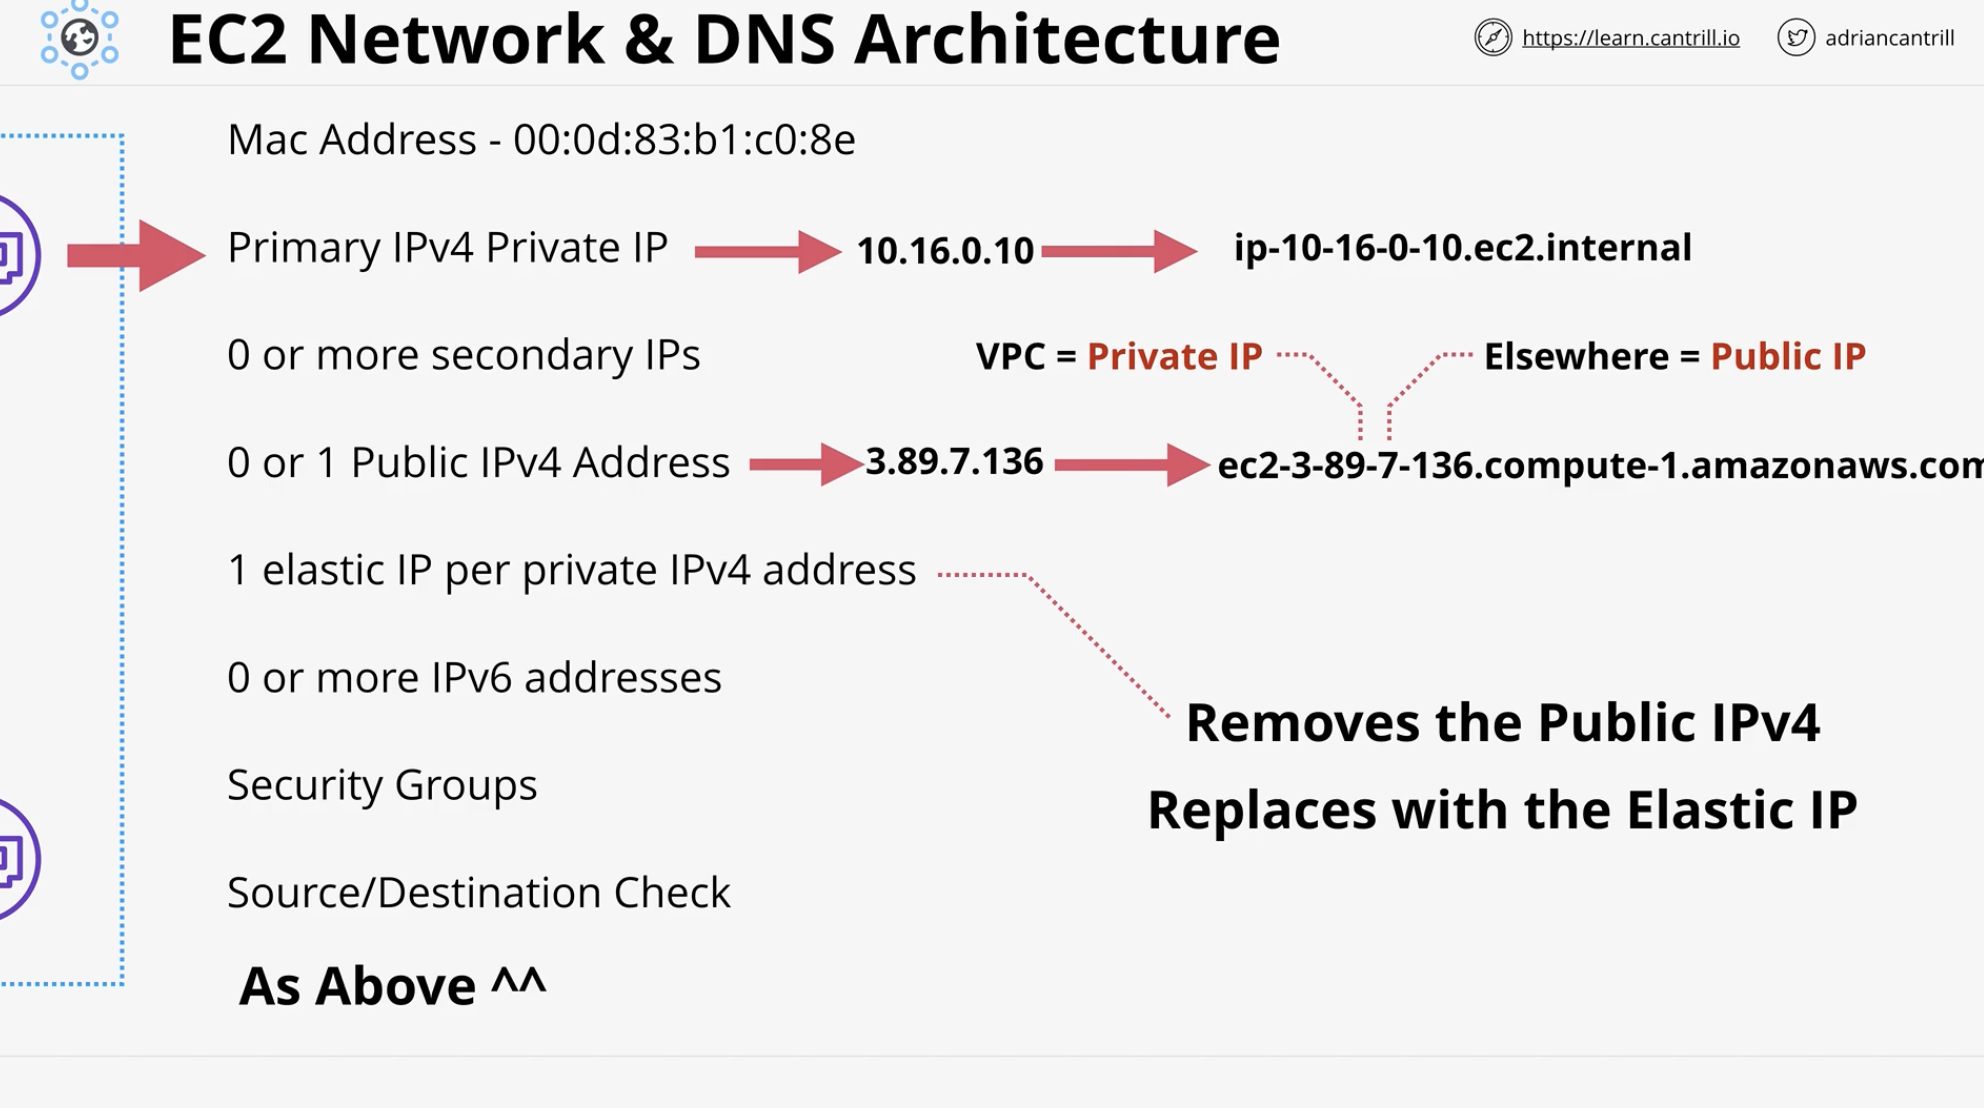 EC2 Network & DNS Architecture
https://learn.cantrill.io
adriancantrill
Mac Address - 00:0d:83:b1:c0:8e
Primary IPv4 Private IP
10.16.0.10
ip-10-16-0-10.ec2.internal
0 or more secondary IPs
VPC = Private IP
Elsewhere = Public IP
0 or 1 Public IPv4 Address
3.89.7.136
ec2-3-89-7-136.compute-1.amazonaws.com
1 elastic IP per private IPv4 address
0 or more IPv6 addresses
Removes the Public IPv4
Replaces with the Elastic IP
Security Groups
Source/Destination Check
As Above ^^